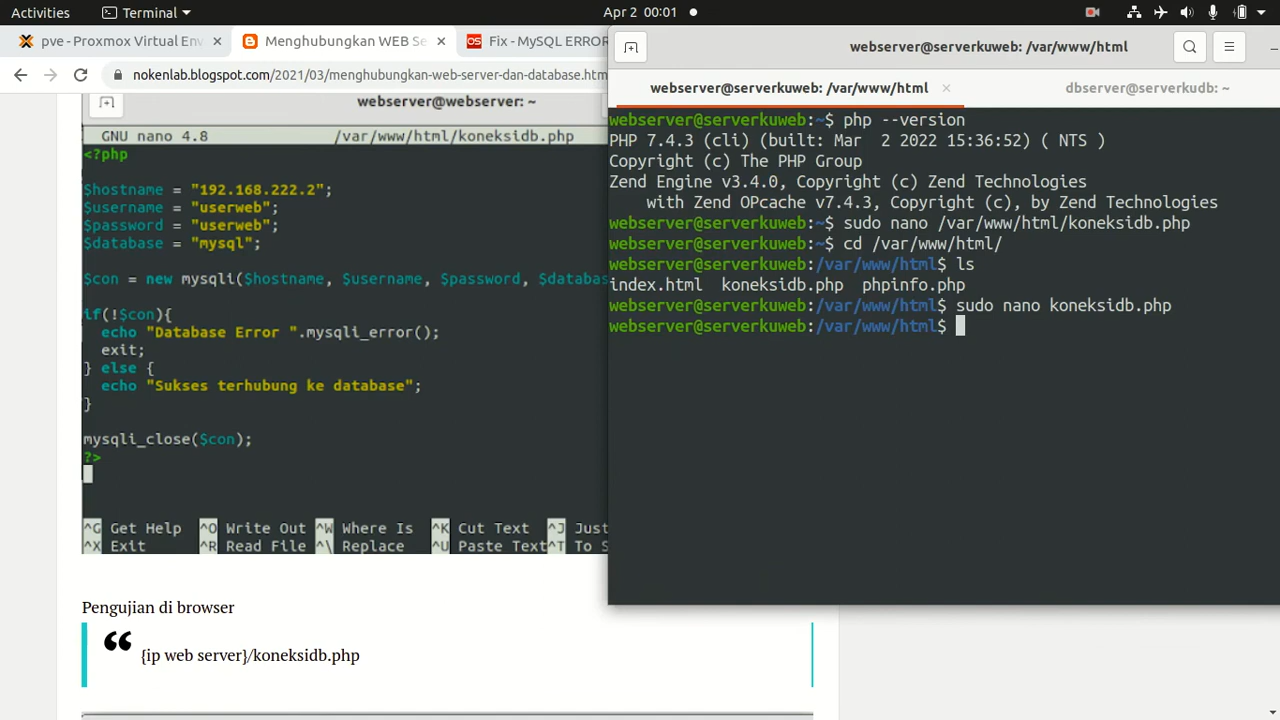 Activities Terminal Apr 2 00:01
pve - Proxmox Virtual Env
Menghubungkan WEB Se
Fix - MySQL ERROR
nokenlab.blogspot.com/2021/03/menghubungkan-web-server-dan-database.htm
webserver@webserver: ~
GNU nano 4.8 /var/www/html/koneksidb.php
<?php
$hostname = "192.168.222.2";
$username = "userweb";
$password = "userweb";
$database = "mysql";
$con = new mysqli($hostname, $username, $password, $databas
if(!$con){
echo "Database Error ".mysqli_error();
exit;
} else {
echo "Sukses terhubung ke database";
}
mysqli_close($con);
?>
^G Get Help ^O Write Out ^W Where Is ^K Cut Text ^J Just
^X Exit ^R Read File ^\ Replace ^U Paste Text ^T To S
Pengujian di browser
“ {ip web server}/koneksidb.php
webserver@serverkuweb: /var/www/html
webserver@serverkuweb: /var/www/html × dbserver@serverkudb: ~
webserver@serverkuweb:~$ php --version
PHP 7.4.3 (cli) (built: Mar  2 2022 15:36:52) ( NTS )
Copyright (c) The PHP Group
Zend Engine v3.4.0, Copyright (c) Zend Technologies
with Zend OPcache v7.4.3, Copyright (c), by Zend Technologies
webserver@serverkuweb:~$ sudo nano /var/www/html/koneksidb.php
webserver@serverkuweb:~$ cd /var/www/html/
webserver@serverkuweb:/var/www/html$ ls
index.html  koneksidb.php  phpinfo.php
webserver@serverkuweb:/var/www/html$ sudo nano koneksidb.php
webserver@serverkuweb:/var/www/html$